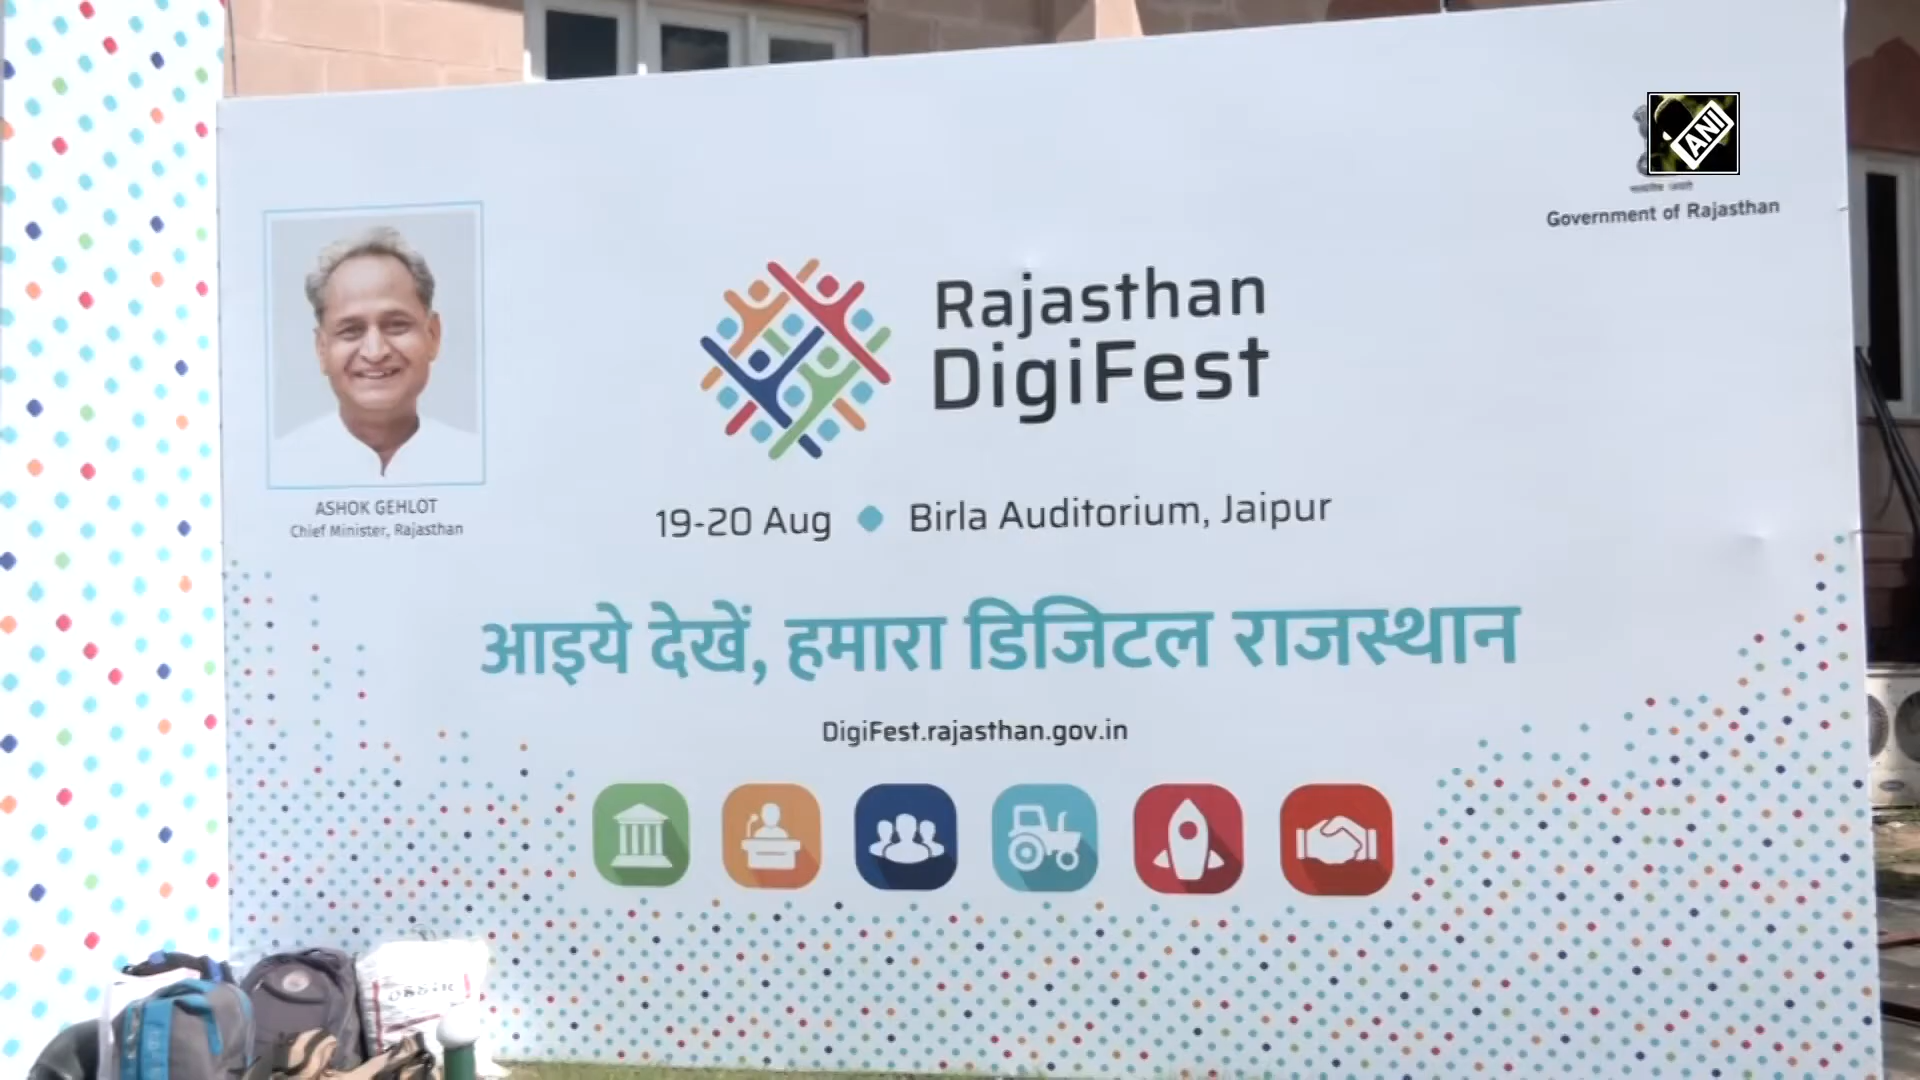 ANI
Government of Rajasthan
Rajasthan
DigiFest
ASHOK GEHLOT
Chief Minister, Rajasthan
19-20 Aug • Birla Auditorium, Jaipur
आइये देखें, हमारा डिजिटल राजस्थान
DigiFest.rajasthan.gov.in